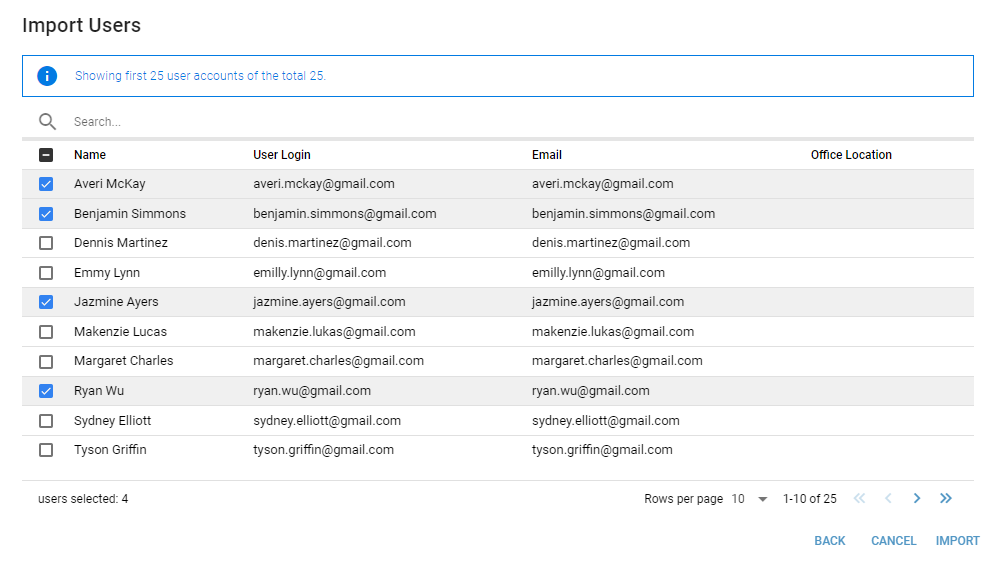 Import Users
Showing first 25 user accounts of the total 25.
Search...
Name User Login Email Office Location
Averi McKay averi.mckay@gmail.com averi.mckay@gmail.com
Benjamin Simmons benjamin.simmons@gmail.com benjamin.simmons@gmail.com
Dennis Martinez denis.martinez@gmail.com denis.martinez@gmail.com
Emmy Lynn emilly.lynn@gmail.com emilly.lynn@gmail.com
Jazmine Ayers jazmine.ayers@gmail.com jazmine.ayers@gmail.com
Makenzie Lucas makenzie.lukas@gmail.com makenzie.lukas@gmail.com
Margaret Charles margaret.charles@gmail.com margaret.charles@gmail.com
Ryan Wu ryan.wu@gmail.com ryan.wu@gmail.com
Sydney Elliott sydney.elliott@gmail.com sydney.elliott@gmail.com
Tyson Griffin tyson.griffin@gmail.com tyson.griffin@gmail.com
users selected: 4 Rows per page 10 1-10 of 25
BACK CANCEL IMPORT